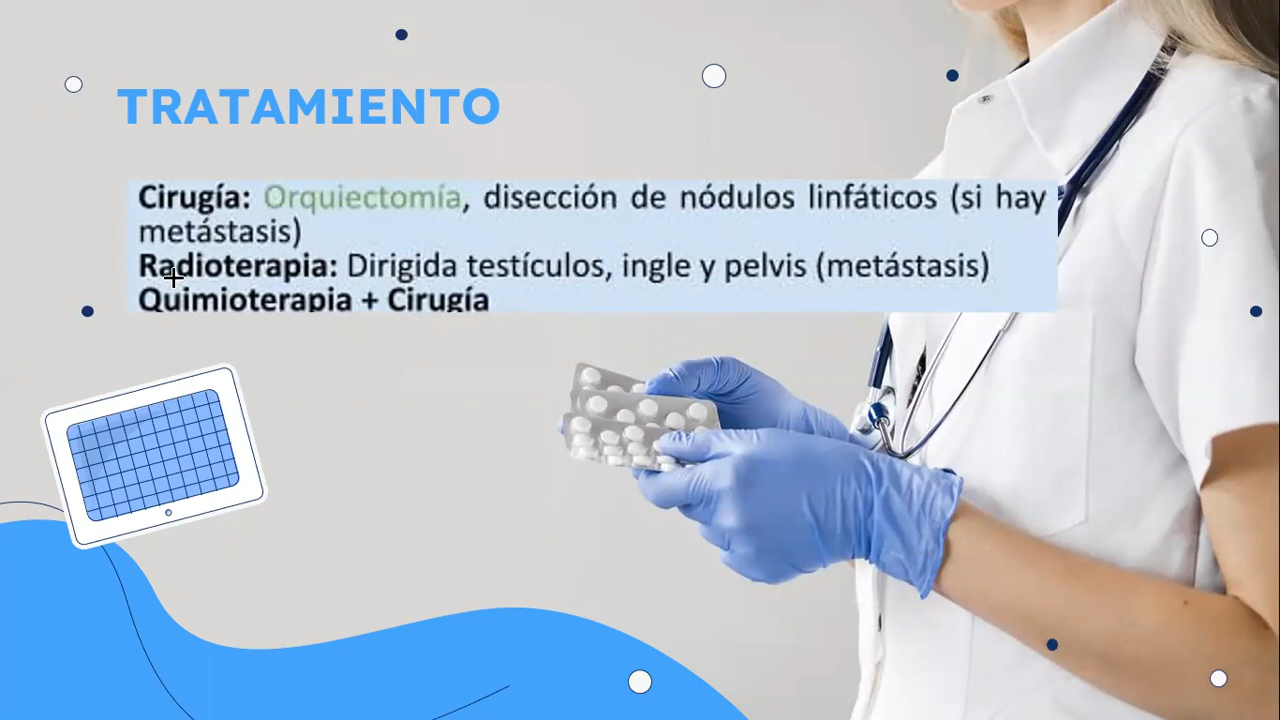 TRATAMIENTO
Cirugía: Orquiectomía, disección de nódulos linfáticos (si hay
metástasis)
Radioterapia: Dirigida testículos, ingle y pelvis (metástasis)
Quimioterapia + Cirugía